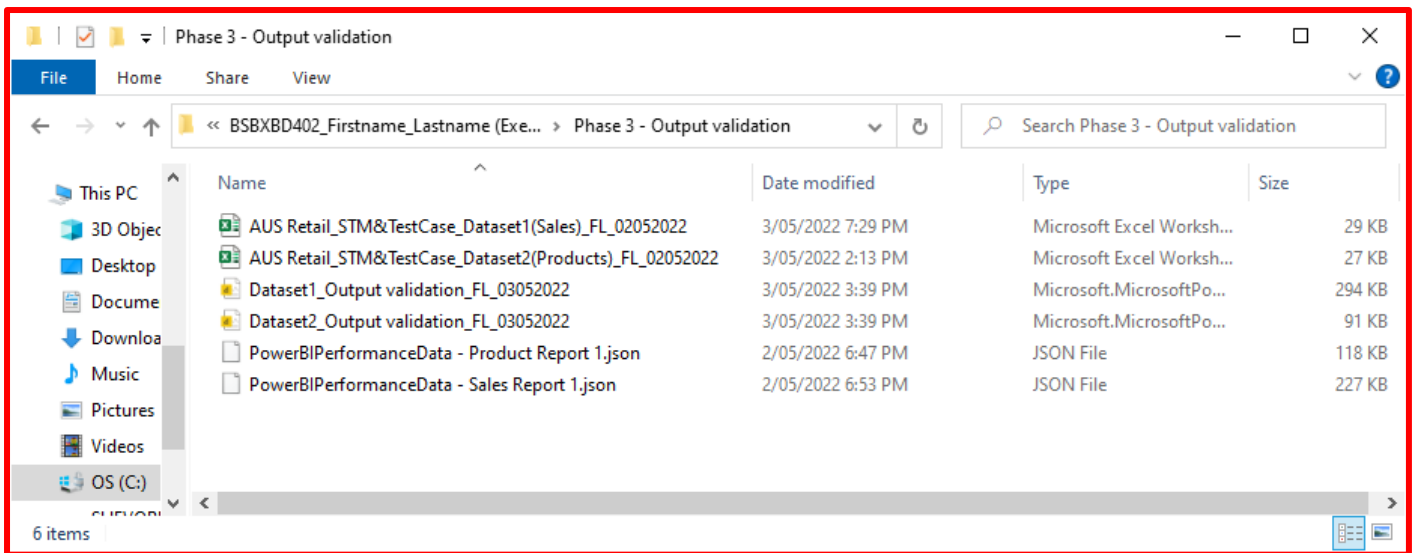 Phase 3 - Output validation
File Home Share View
« BSBXBD402_Firstname_Lastname (Exe... › Phase 3 - Output validation Search Phase 3 - Output validation
Name Date modified Type Size
This PC
3D Objec
Desktop
Docume
Downloa
Music
Pictures
Videos
OS (C:)
AUS Retail_STM&TestCase_Dataset1(Sales)_FL_02052022 3/05/2022 7:29 PM Microsoft Excel Worksh... 29 KB
AUS Retail_STM&TestCase_Dataset2(Products)_FL_02052022 3/05/2022 2:13 PM Microsoft Excel Worksh... 27 KB
Dataset1_Output validation_FL_03052022 3/05/2022 3:39 PM Microsoft.MicrosoftPo... 294 KB
Dataset2_Output validation_FL_03052022 3/05/2022 3:39 PM Microsoft.MicrosoftPo... 91 KB
PowerBIPerformanceData - Product Report 1.json 2/05/2022 6:47 PM JSON File 118 KB
PowerBIPerformanceData - Sales Report 1.json 2/05/2022 6:53 PM JSON File 227 KB
6 items